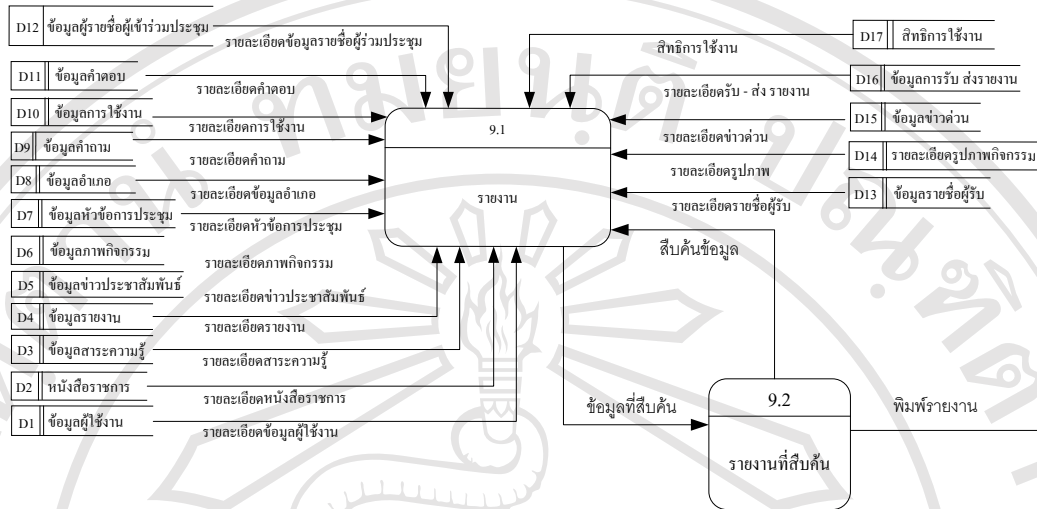 D12 ข้อมูลผู้รายชื่อผู้เข้าร่วมประชุม
รายละเอียดข้อมูลรายชื่อผู้ร่วมประชุม
D11 ข้อมูลคำตอบ
รายละเอียดคำตอบ
D10 ข้อมูลการใช้งาน
รายละเอียดการใช้งาน
D9 ข้อมูลคำถาม
รายละเอียดคำถาม
D8 ข้อมูลอำเภอ
รายละเอียดข้อมูลอำเภอ
D7 ข้อมูลหัวข้อการประชุม
รายละเอียดหัวข้อการประชุม
D6 ข้อมูลภาพกิจกรรม
รายละเอียดภาพกิจกรรม
D5 ข้อมูลข่าวประชาสัมพันธ์
รายละเอียดข่าวประชาสัมพันธ์
D4 ข้อมูลรายงาน
รายละเอียดรายงาน
D3 ข้อมูลสาระความรู้
รายละเอียดสาระความรู้
D2 หนังสือราชการ
รายละเอียดหนังสือราชการ
D1 ข้อมูลผู้ใช้งาน
รายละเอียดข้อมูลผู้ใช้งาน
9.1
รายงาน
D17 สิทธิการใช้งาน
สิทธิการใช้งาน
D16 ข้อมูลการรับ ส่งรายงาน
รายละเอียดรับ - ส่ง รายงาน
D15 ข้อมูลข่าวด่วน
รายละเอียดข่าวด่วน
D14 รายละเอียดรูปภาพกิจกรรม
รายละเอียดรูปภาพ
D13 ข้อมูลรายชื่อผู้รับ
รายละเอียดรายชื่อผู้รับ
สืบค้นข้อมูล
ข้อมูลที่สืบค้น
9.2
รายงานที่สืบค้น
พิมพ์รายงาน